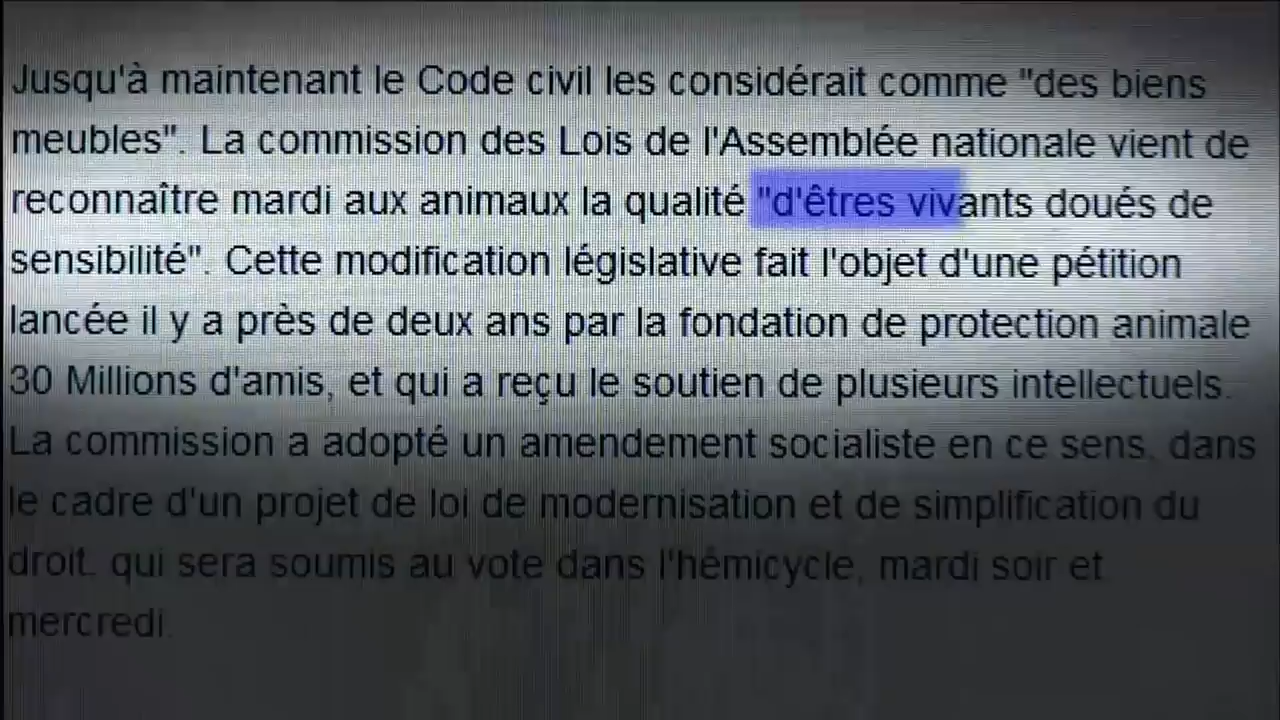 Jusqu'à maintenant le Code civil les considérait comme "des biens
meubles". La commission des Lois de l'Assemblée nationale vient de
reconnaître mardi aux animaux la qualité "d'êtres vivants doués de
sensibilité". Cette modification législative fait l'objet d'une pétition
lancée il y a près de deux ans par la fondation de protection animale
30 Millions d'amis, et qui a reçu le soutien de plusieurs intellectuels.
La commission a adopté un amendement socialiste en ce sens, dans
le cadre d'un projet de loi de modernisation et de simplification du
droit, qui sera soumis au vote dans l'hémicycle, mardi soir et
mercredi.